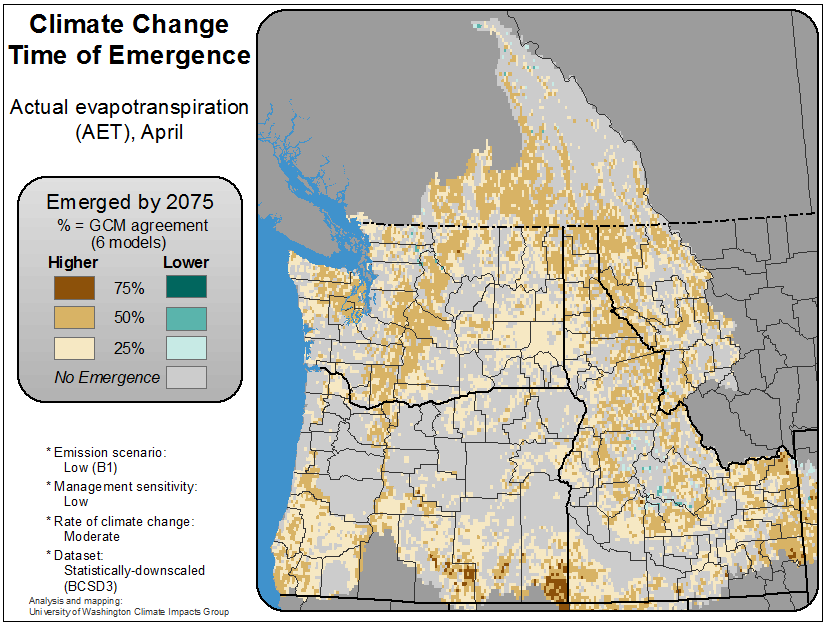 Climate Change
Time of Emergence
Actual evapotranspiration
(AET), April
Emerged by 2075
% = GCM agreement
(6 models)
Higher Lower
75%
50%
25%
No Emergence
* Emission scenario:
Low (B1)
* Management sensitivity:
Low
* Rate of climate change:
Moderate
* Dataset:
Statistically-downscaled
(BCSD3)
Analysis and mapping:
University of Washington Climate Impacts Group